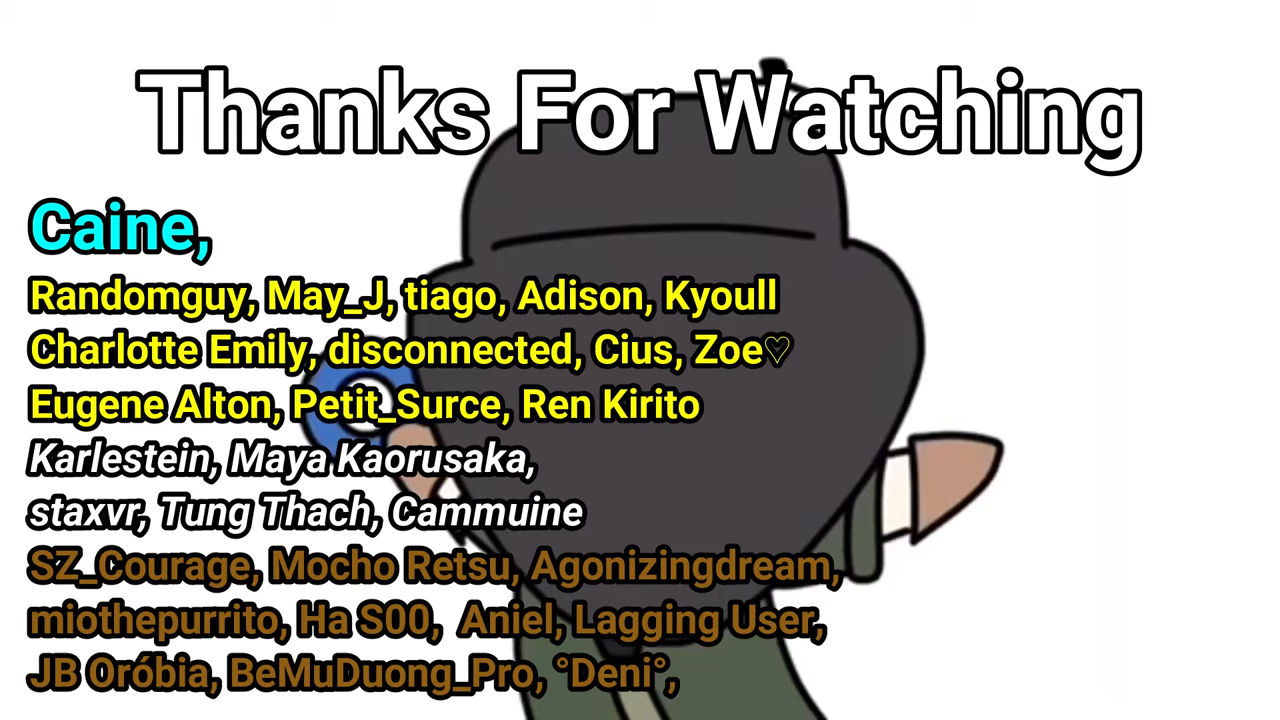 Thanks For Watching
Caine,
Randomguy, May_J, tiago, Adison, Kyoull
Charlotte Emily, disconnected, Cius, Zoe♡
Eugene Alton, Petit_Surce, Ren Kirito
Karlestein, Maya Kaorusaka,
staxvr, Tung Thach, Cammuine
SZ_Courage, Mocho Retsu, Agonizingdream,
miothepurrito, Ha S00, Aniel, Lagging User,
JB Oróbia, BeMuDuong_Pro, °Deni°,